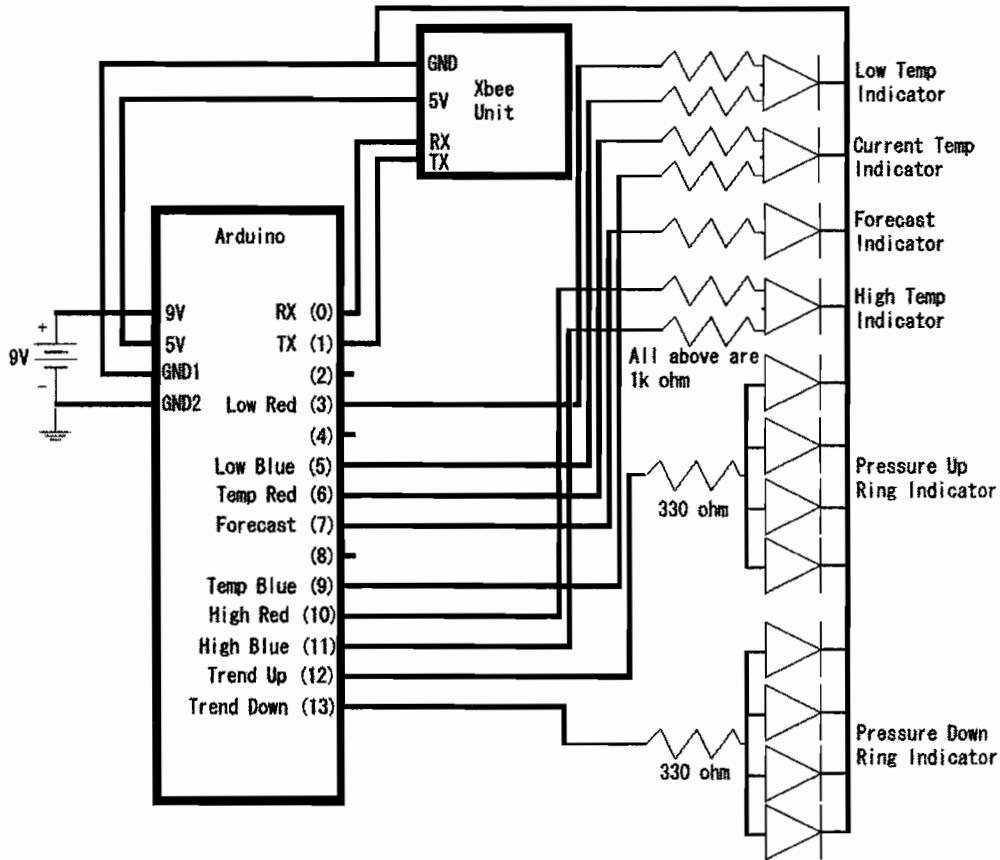 GND
5V
RX
TX
Xbee
Unit
Low Temp
Indicator
Current Temp
Indicator
Forecast
Indicator
High Temp
Indicator
All above are
1k ohm
Arduino
9V
5V
GND1
GND2
+
9V
-
RX (0)
TX (1)
(2)
Low Red (3)
(4)
Low Blue (5)
Temp Red (6)
Forecast (7)
(8)
Temp Blue (9)
High Red (10)
High Blue (11)
Trend Up (12)
Trend Down (13)
330 ohm
Pressure Up
Ring Indicator
330 ohm
Pressure Down
Ring Indicator